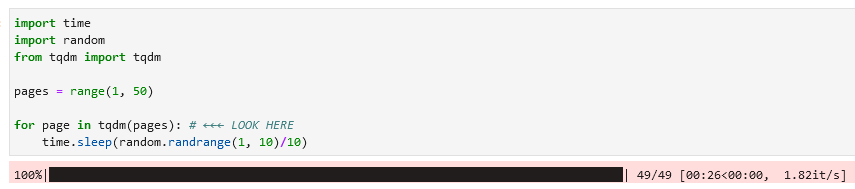 import time
import random
from tqdm import tqdm
pages = range(1, 50)
for page in tqdm(pages): # ←←← LOOK HERE
    time.sleep(random.randrange(1, 10)/10)
100%|██████████| 49/49 [00:26<00:00,  1.82it/s]